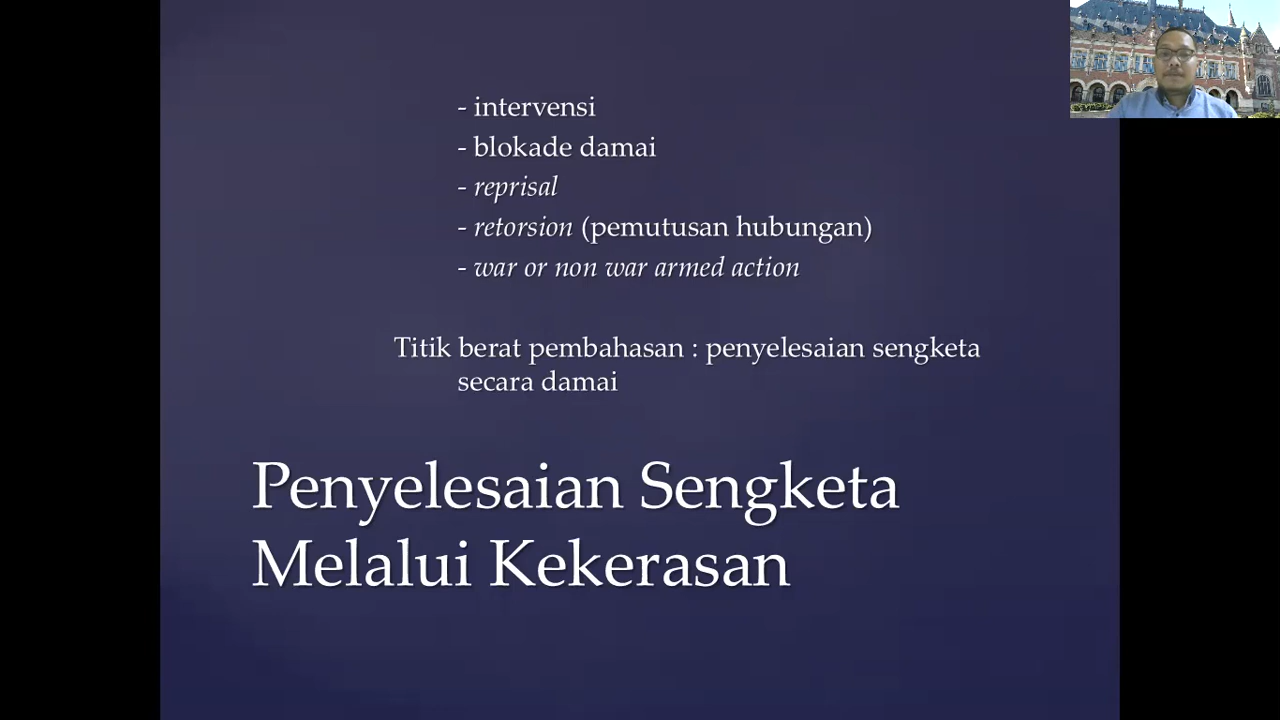 - intervensi
- blokade damai
- reprisal
- retorsion (pemutusan hubungan)
- war or non war armed action
Titik berat pembahasan : penyelesaian sengketa
secara damai
Penyelesaian Sengketa
Melalui Kekerasan